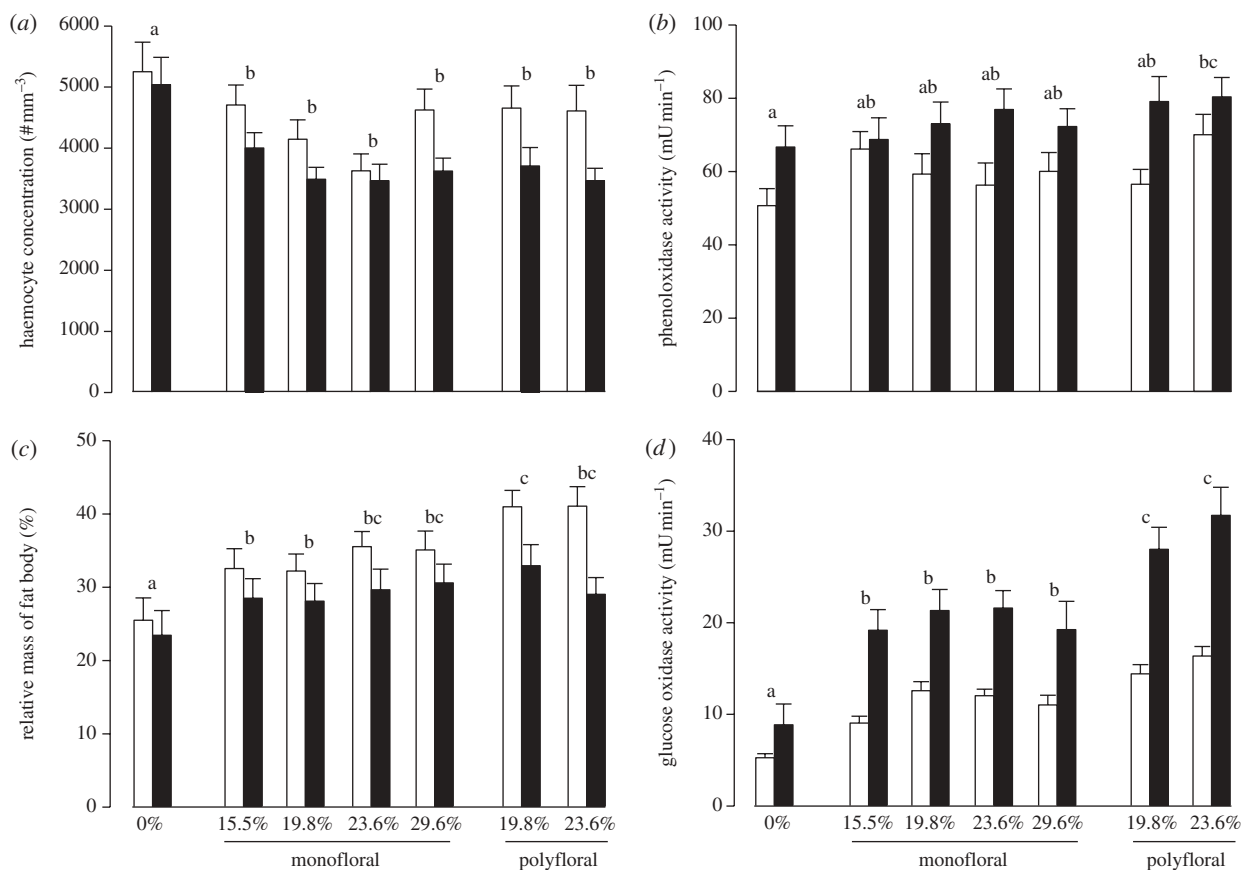 (a)
haemocyte concentration (# mm⁻³)
6000
5000
4000
3000
2000
1000
0
a
b
b
b
b
b
b
(b)
phenoloxidase activity (mU min⁻¹)
100
80
60
40
20
0
a
ab
ab
ab
ab
ab
bc
(c)
relative mass of fat body (%)
50
40
30
20
10
0
a
b
b
bc
bc
c
bc
0% 15.5% 19.8% 23.6% 29.6% 19.8% 23.6%
monofloral polyfloral
(d)
glucose oxidase activity (mU min⁻¹)
40
30
20
10
0
a
b
b
b
b
c
c
0% 15.5% 19.8% 23.6% 29.6% 19.8% 23.6%
monofloral polyfloral